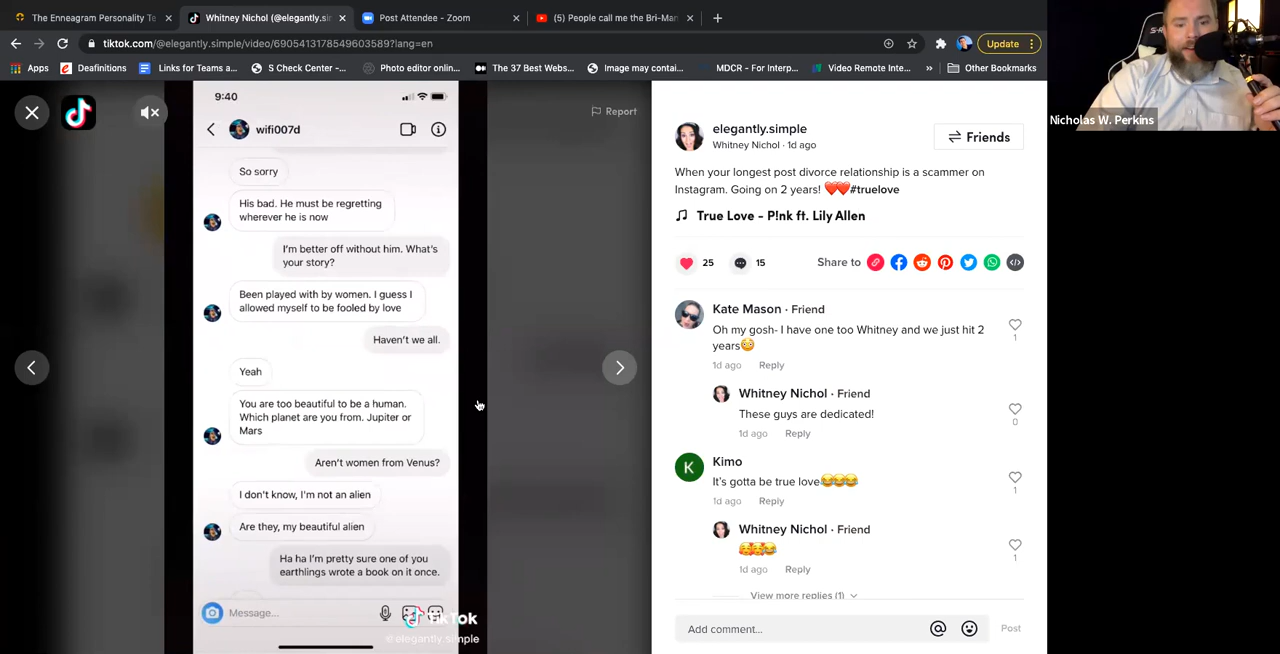 The Enneagram Personality Te
Whitney Nichol (@elegantly.si
Post Attendee - Zoom
(5) People call me the Bri-Man
tiktok.com/@elegantly.simple/video/6905413178549603589?lang=en
Update
Apps
Deafinitions
Links for Teams a...
S Check Center –...
Photo editor onlin...
The 37 Best Webs...
Image may contai...
MDCR - For Interp...
Video Remote Inte...
»
Other Bookmarks
9:40
wifi007d
So sorry
His bad. He must be regretting
wherever he is now
I'm better off without him. What's
your story?
Been played with by women. I guess I
allowed myself to be fooled by love
Haven't we all.
Yeah
You are too beautiful to be a human.
Which planet are you from. Jupiter or
Mars
Aren't women from Venus?
I don't know, I'm not an alien
Are they, my beautiful alien
Ha ha I'm pretty sure one of you
earthlings wrote a book on it once.
Message...
TikTok
@elegantly.simple
Report
elegantly.simple
Whitney Nichol · 1d ago
Friends
When your longest post divorce relationship is a scammer on
Instagram. Going on 2 years! ❤️❤️#truelove
True Love - P!nk ft. Lily Allen
25
15
Share to
Kate Mason · Friend
Oh my gosh- I have one too Whitney and we just hit 2
years😳
1
1d ago Reply
Whitney Nichol · Friend
These guys are dedicated!
0
1d ago Reply
K
Kimo
It's gotta be true love😂😂😂
1
1d ago Reply
Whitney Nichol · Friend
🥰🥰😂
1
1d ago Reply
View more replies (1)
Add comment...
@
Post
Nicholas W. Perkins